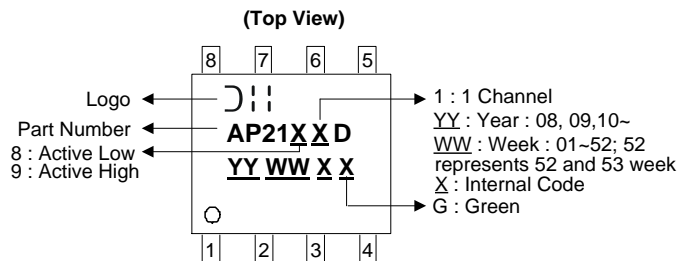 (Top View)
8 7 6 5
Logo
Part Number
8 : Active Low
9 : Active High
AP21X X D
YY WW X X
1 : 1 Channel
YY : Year : 08, 09,10~
WW : Week : 01~52; 52
represents 52 and 53 week
X : Internal Code
G : Green
1 2 3 4